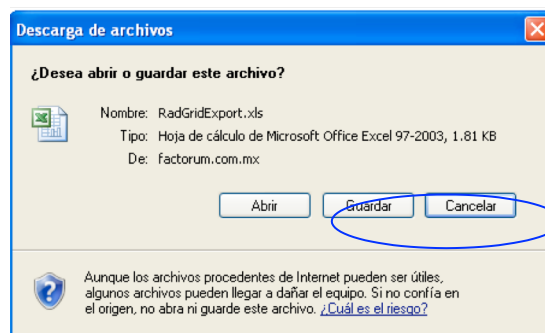 Descarga de archivos
¿Desea abrir o guardar este archivo?
Nombre: RadGridExport.xls
Tipo: Hoja de cálculo de Microsoft Office Excel 97-2003, 1.81 KB
De: factorum.com.mx
Abrir Guardar Cancelar
Aunque los archivos procedentes de Internet pueden ser útiles,
algunos archivos pueden llegar a dañar el equipo. Si no confía en
el origen, no abra ni guarde este archivo. ¿Cuál es el riesgo?